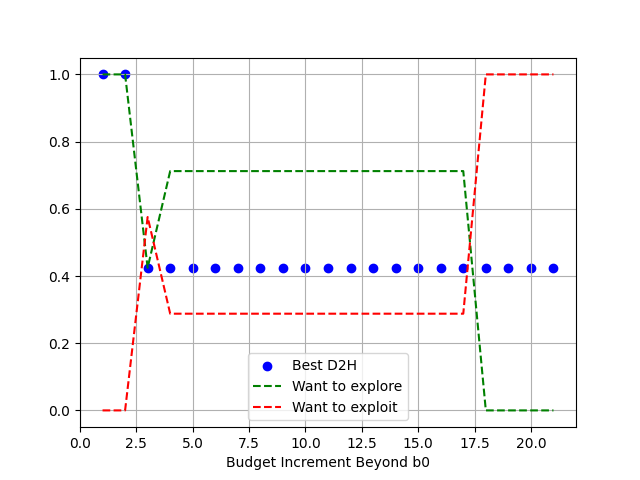 1.0
0.8
0.6
0.4
0.2
0.0
Best D2H
Want to explore
Want to exploit
0.0 2.5 5.0 7.5 10.0 12.5 15.0 17.5 20.0
Budget Increment Beyond b0